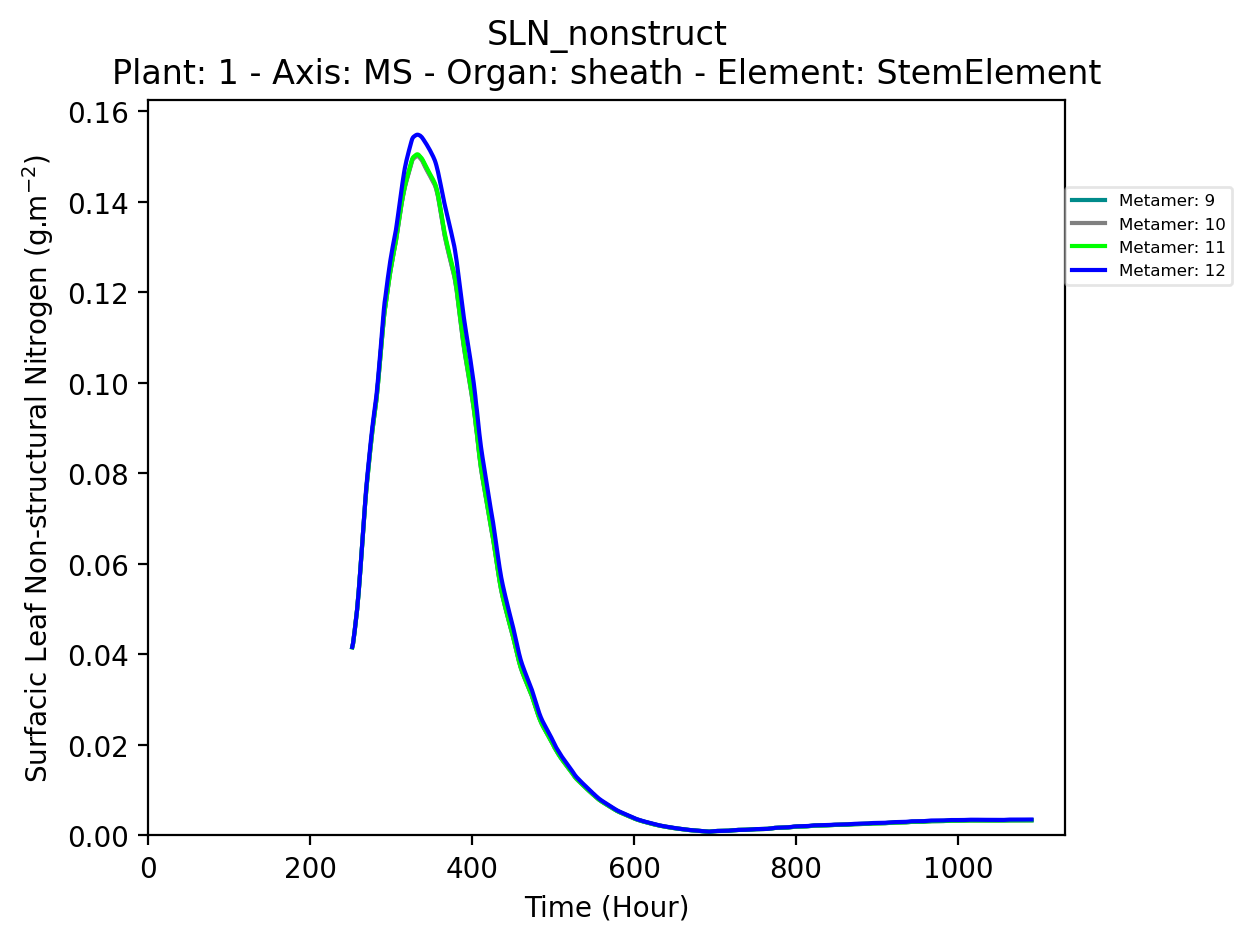 SLN_nonstruct
Plant: 1 - Axis: MS - Organ: sheath - Element: StemElement
Surfacic Leaf Non-structural Nitrogen (g.m⁻²)
0.16
0.14
0.12
0.10
0.08
0.06
0.04
0.02
0.00
0 200 400 600 800 1000
Time (Hour)
Metamer: 9
Metamer: 10
Metamer: 11
Metamer: 12